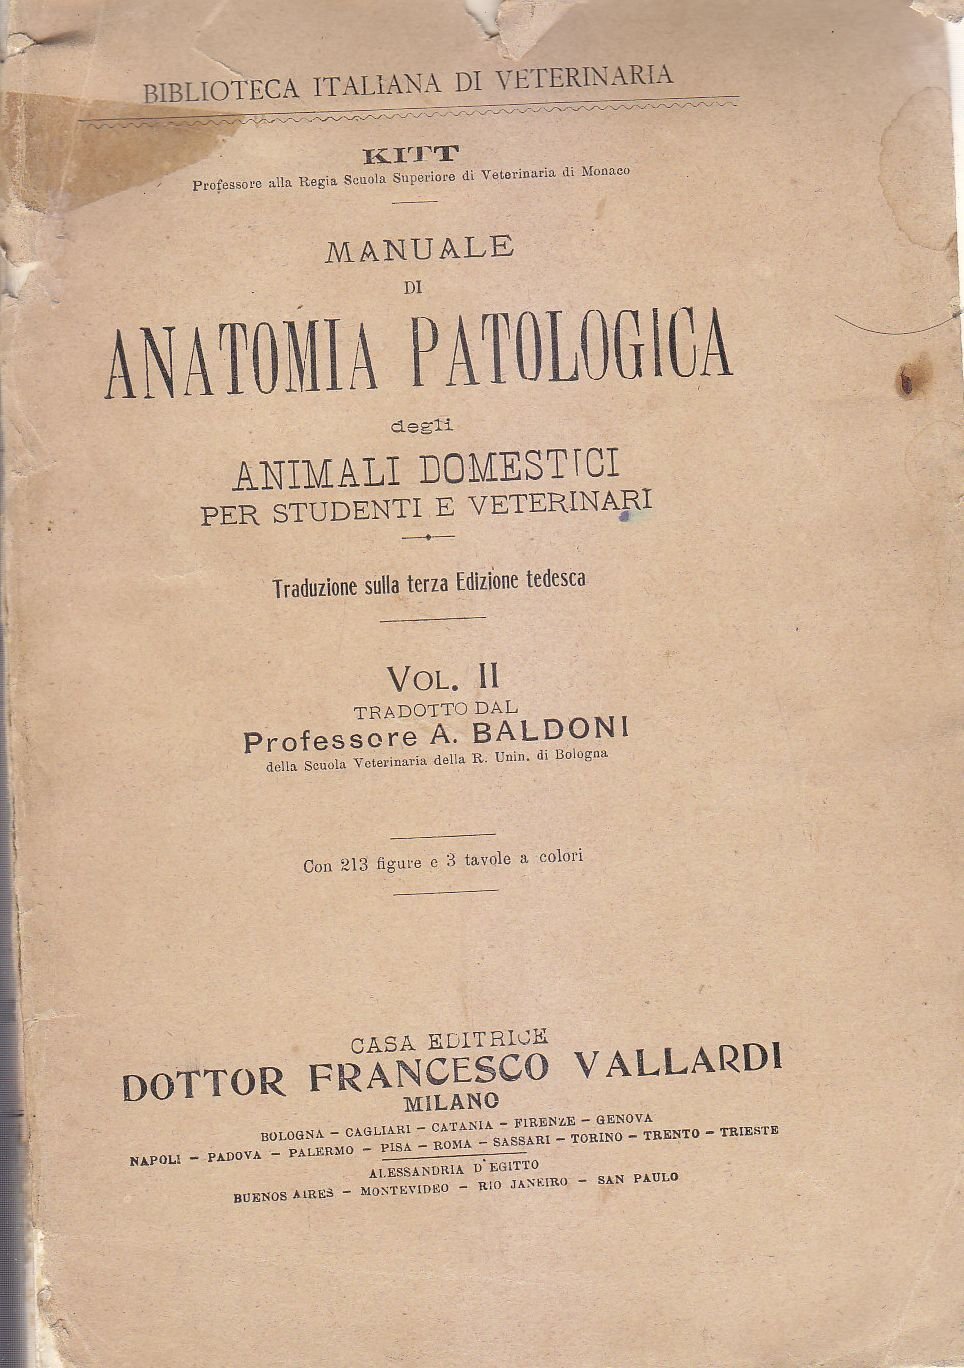 BIBLIOTECA ITALIANA DI VETERINARIA
KITT
Professore alla Regia Scuola Superiore di Veterinaria di Monaco
MANUALE
DI
ANATOMIA PATOLOGICA
degli
ANIMALI DOMESTICI
PER STUDENTI E VETERINARI
Traduzione sulla terza Edizione tedesca
VOL. II
TRADOTTO DAL
Professore A. BALDONI
della Scuola Veterinaria della R. Unin. di Bologna
Con 213 figure e 3 tavole a colori
CASA EDITRICE
DOTTOR FRANCESCO VALLARDI
MILANO
BOLOGNA – CAGLIARI – CATANIA – FIRENZE – GENOVA
NAPOLI – PADOVA – PALERMO – PISA – ROMA – SASSARI – TORINO – TRENTO – TRIESTE
ALESSANDRIA D'EGITTO
BUENOS AIRES – MONTEVIDEO – RIO JANEIRO – SAN PAULO